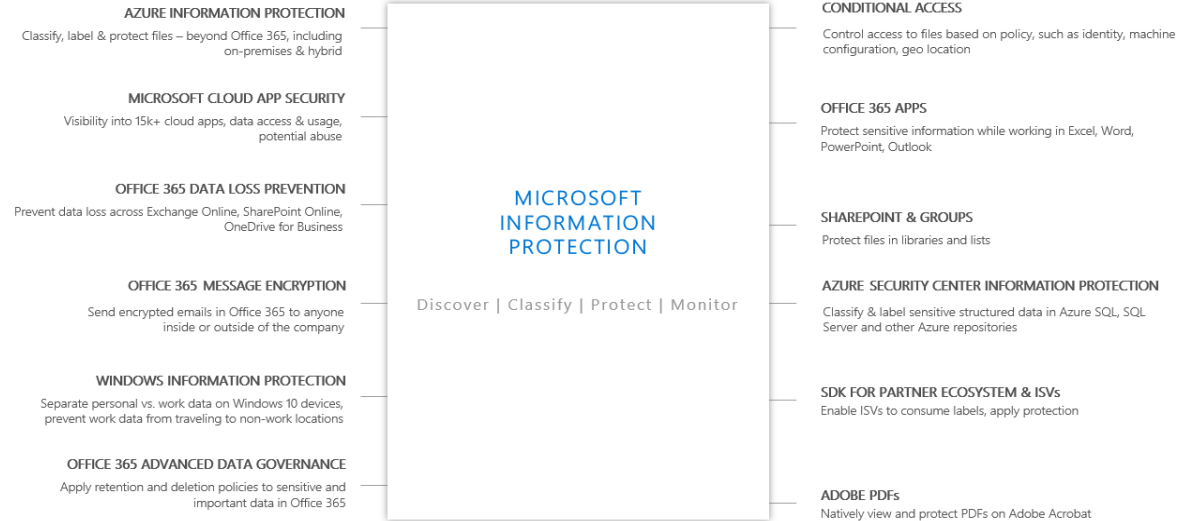 AZURE INFORMATION PROTECTION
Classify, label & protect files – beyond Office 365, including
on-premises & hybrid
MICROSOFT CLOUD APP SECURITY
Visibility into 15k+ cloud apps, data access & usage,
potential abuse
OFFICE 365 DATA LOSS PREVENTION
Prevent data loss across Exchange Online, SharePoint Online,
OneDrive for Business
OFFICE 365 MESSAGE ENCRYPTION
Send encrypted emails in Office 365 to anyone
inside or outside of the company
WINDOWS INFORMATION PROTECTION
Separate personal vs. work data on Windows 10 devices,
prevent work data from traveling to non-work locations
OFFICE 365 ADVANCED DATA GOVERNANCE
Apply retention and deletion policies to sensitive and
important data in Office 365
MICROSOFT
INFORMATION
PROTECTION
Discover | Classify | Protect | Monitor
CONDITIONAL ACCESS
Control access to files based on policy, such as identity, machine
configuration, geo location
OFFICE 365 APPS
Protect sensitive information while working in Excel, Word,
PowerPoint, Outlook
SHAREPOINT & GROUPS
Protect files in libraries and lists
AZURE SECURITY CENTER INFORMATION PROTECTION
Classify & label sensitive structured data in Azure SQL, SQL
Server and other Azure repositories
SDK FOR PARTNER ECOSYSTEM & ISVs
Enable ISVs to consume labels, apply protection
ADOBE PDFs
Natively view and protect PDFs on Adobe Acrobat